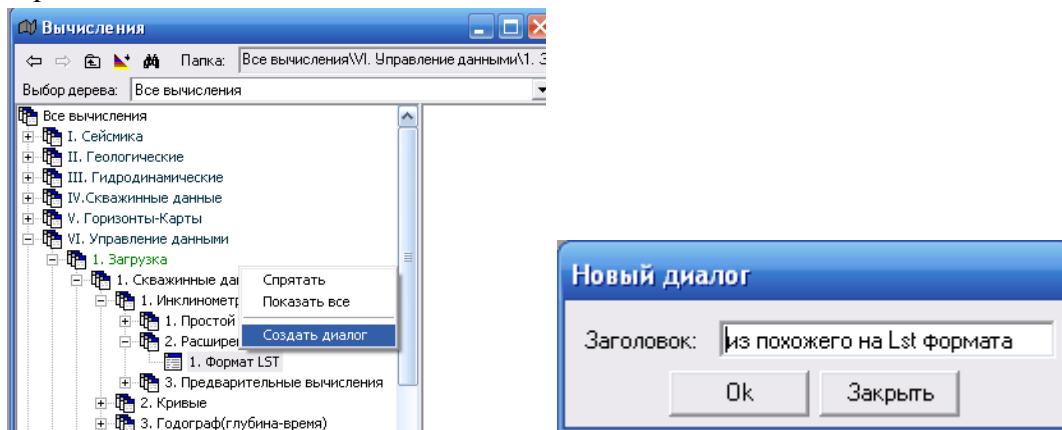 Вычисления
Папка: Все вычисления\VI. Управление данными\1. З
Выбор дерева: Все вычисления
Все вычисления
I. Сейсмика
II. Геологические
III. Гидродинамические
IV.Скважинные данные
V. Горизонты-Карты
VI. Управление данными
1. Загрузка
1. Скважинные да
1. Инклинометр
1. Простой
2. Расширен
1. Формат LST
3. Предварительные вычисления
2. Кривые
3. Годограф(глубина-время)
Спрятать
Показать все
Создать диалог
Новый диалог
Заголовок: из похожего на Lst формата
Ok Закрыть